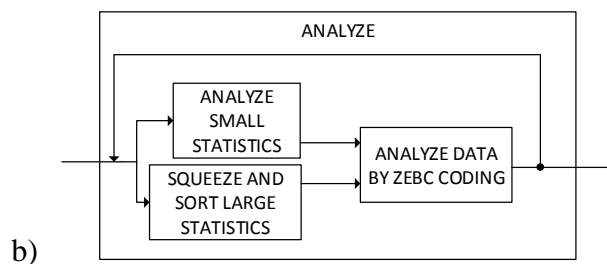 ANALYZE
ANALYZE
SMALL
STATISTICS
SQUEEZE AND
SORT LARGE
STATISTICS
ANALYZE DATA
BY ZEBC CODING
b)